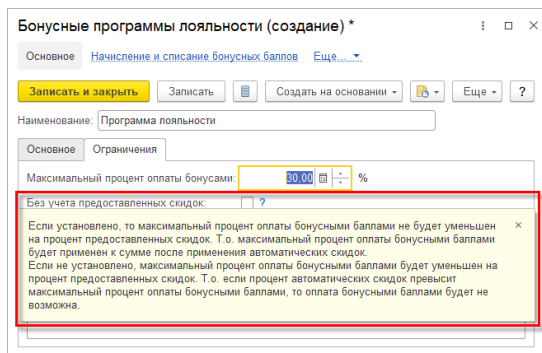 Бонусные программы лояльности (создание) *
Основное Начисление и списание бонусных баллов Еще...
Записать и закрыть Записать Создать на основании Еще ?
Наименование: Программа лояльности
Основное Ограничения
Максимальный процент оплаты бонусами: 30,00 %
Без учета предоставленных скидок: ?
Если установлено, то максимальный процент оплаты бонусными баллами не будет уменьшен
на процент предоставленных скидок. Т.о. максимальный процент оплаты бонусными баллами
будет применен к сумме после применения автоматических скидок.
Если не установлено, максимальный процент оплаты бонусными баллами будет уменьшен на
процент предоставленных скидок. Т.о. если процент автоматических скидок превысит
максимальный процент оплаты бонусными баллами, то оплата бонусными баллами будет не
возможна.